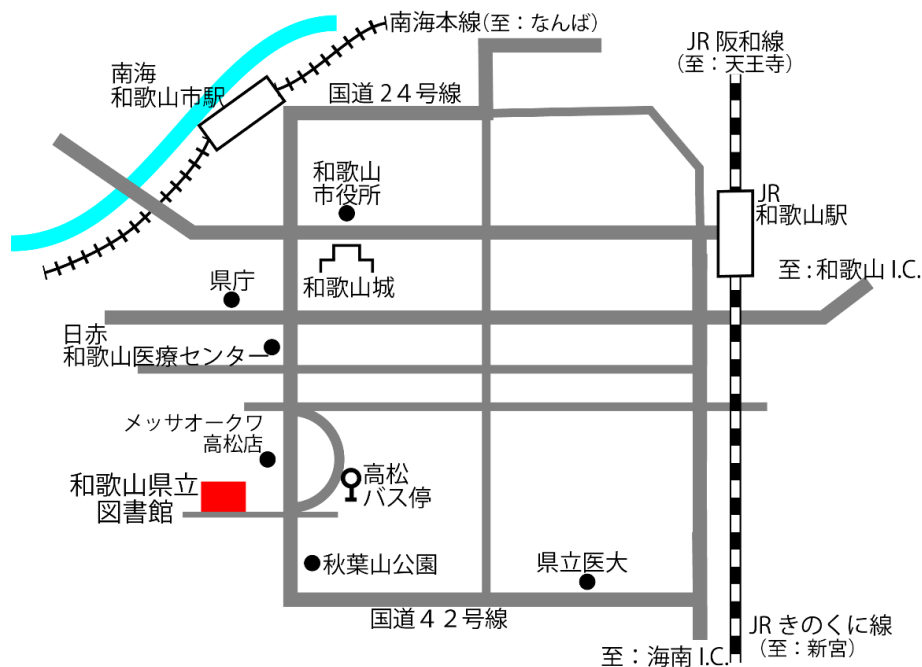 南海本線(至：なんば)
JR 阪和線
(至：天王寺)
南海
和歌山市駅
国道24号線
和歌山
市役所
JR
和歌山駅
和歌山城
至：和歌山 I.C.
県庁
日赤
和歌山医療センター
メッサオークワ
高松店
高松
バス停
和歌山県立
図書館
秋葉山公園
県立医大
国道４２号線
JR きのくに線
(至：新宮)
至：海南 I.C.